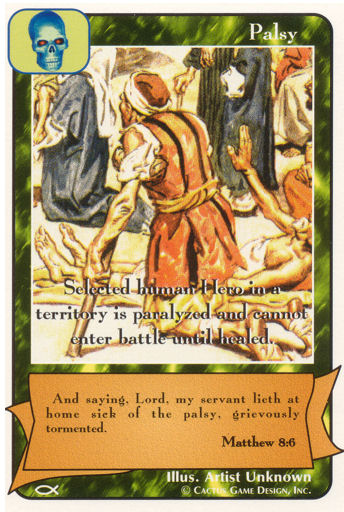 Palsy
Selected human Hero in a
territory is paralyzed and cannot
enter battle until healed.
And saying, Lord, my servant lieth at
home sick of the palsy, grievously
tormented.
Matthew 8:6
Illus. Artist Unknown
© Cactus Game Design, Inc.